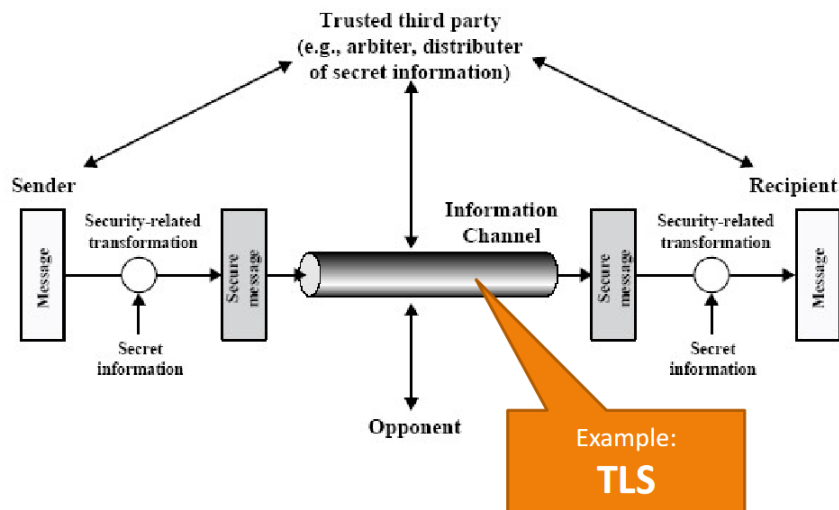 Trusted third party
(e.g., arbiter, distributer
of secret information)
Sender
Recipient
Information
Channel
Security-related
transformation
Security-related
transformation
Message
Secure
message
Secure
message
Message
Secret
information
Secret
information
Opponent
Example:
TLS